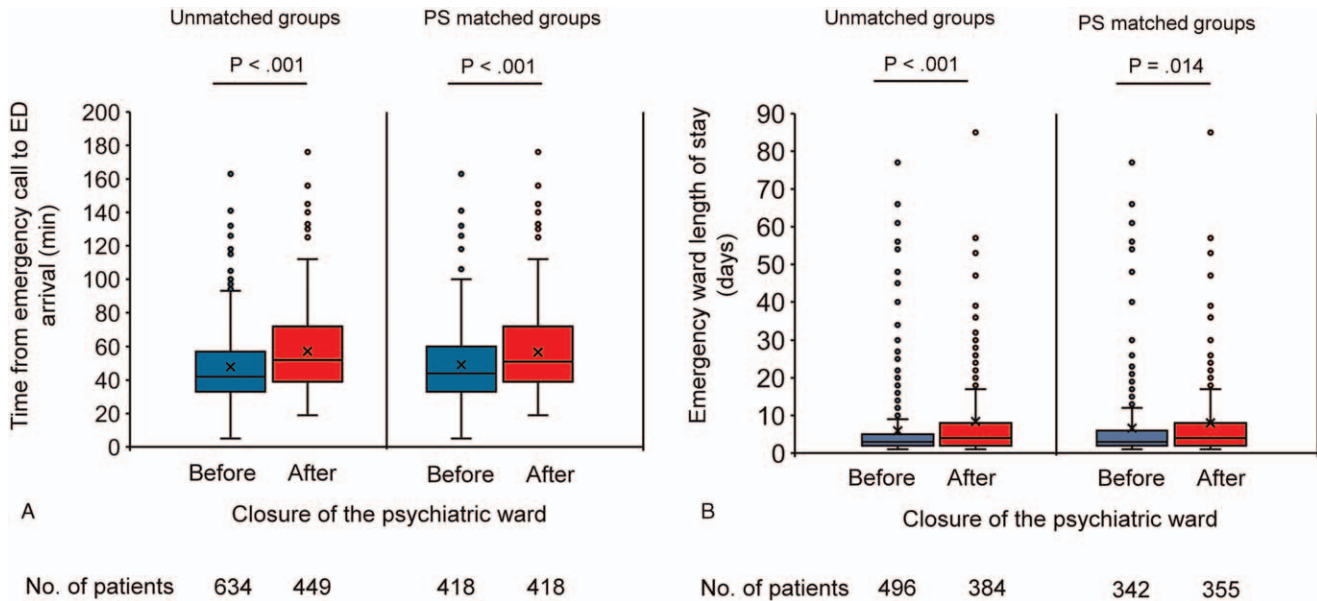 Unmatched groups
PS matched groups
P < .001
P < .001
Time from emergency call to ED
arrival (min)
200
180
160
140
120
100
80
60
40
20
0
Before
After
Before
After
A
Closure of the psychiatric ward
No. of patients 634 449 418 418
Unmatched groups
PS matched groups
P < .001
P = .014
Emergency ward length of stay
(days)
90
80
70
60
50
40
30
20
10
0
Before
After
Before
After
B
Closure of the psychiatric ward
No. of patients 496 384 342 355